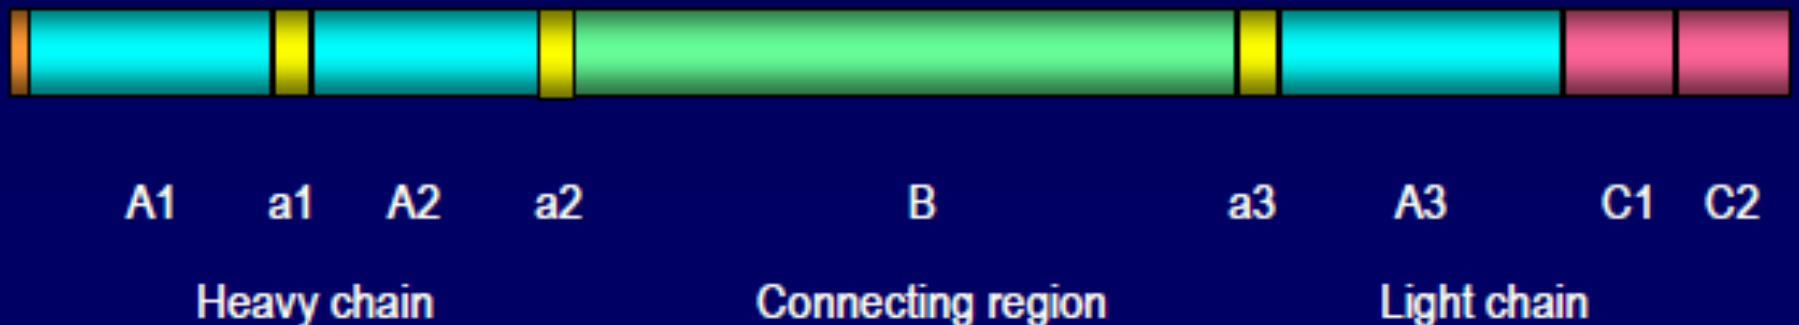 A1 a1 A2 a2 B a3 A3 C1 C2
Heavy chain Connecting region Light chain